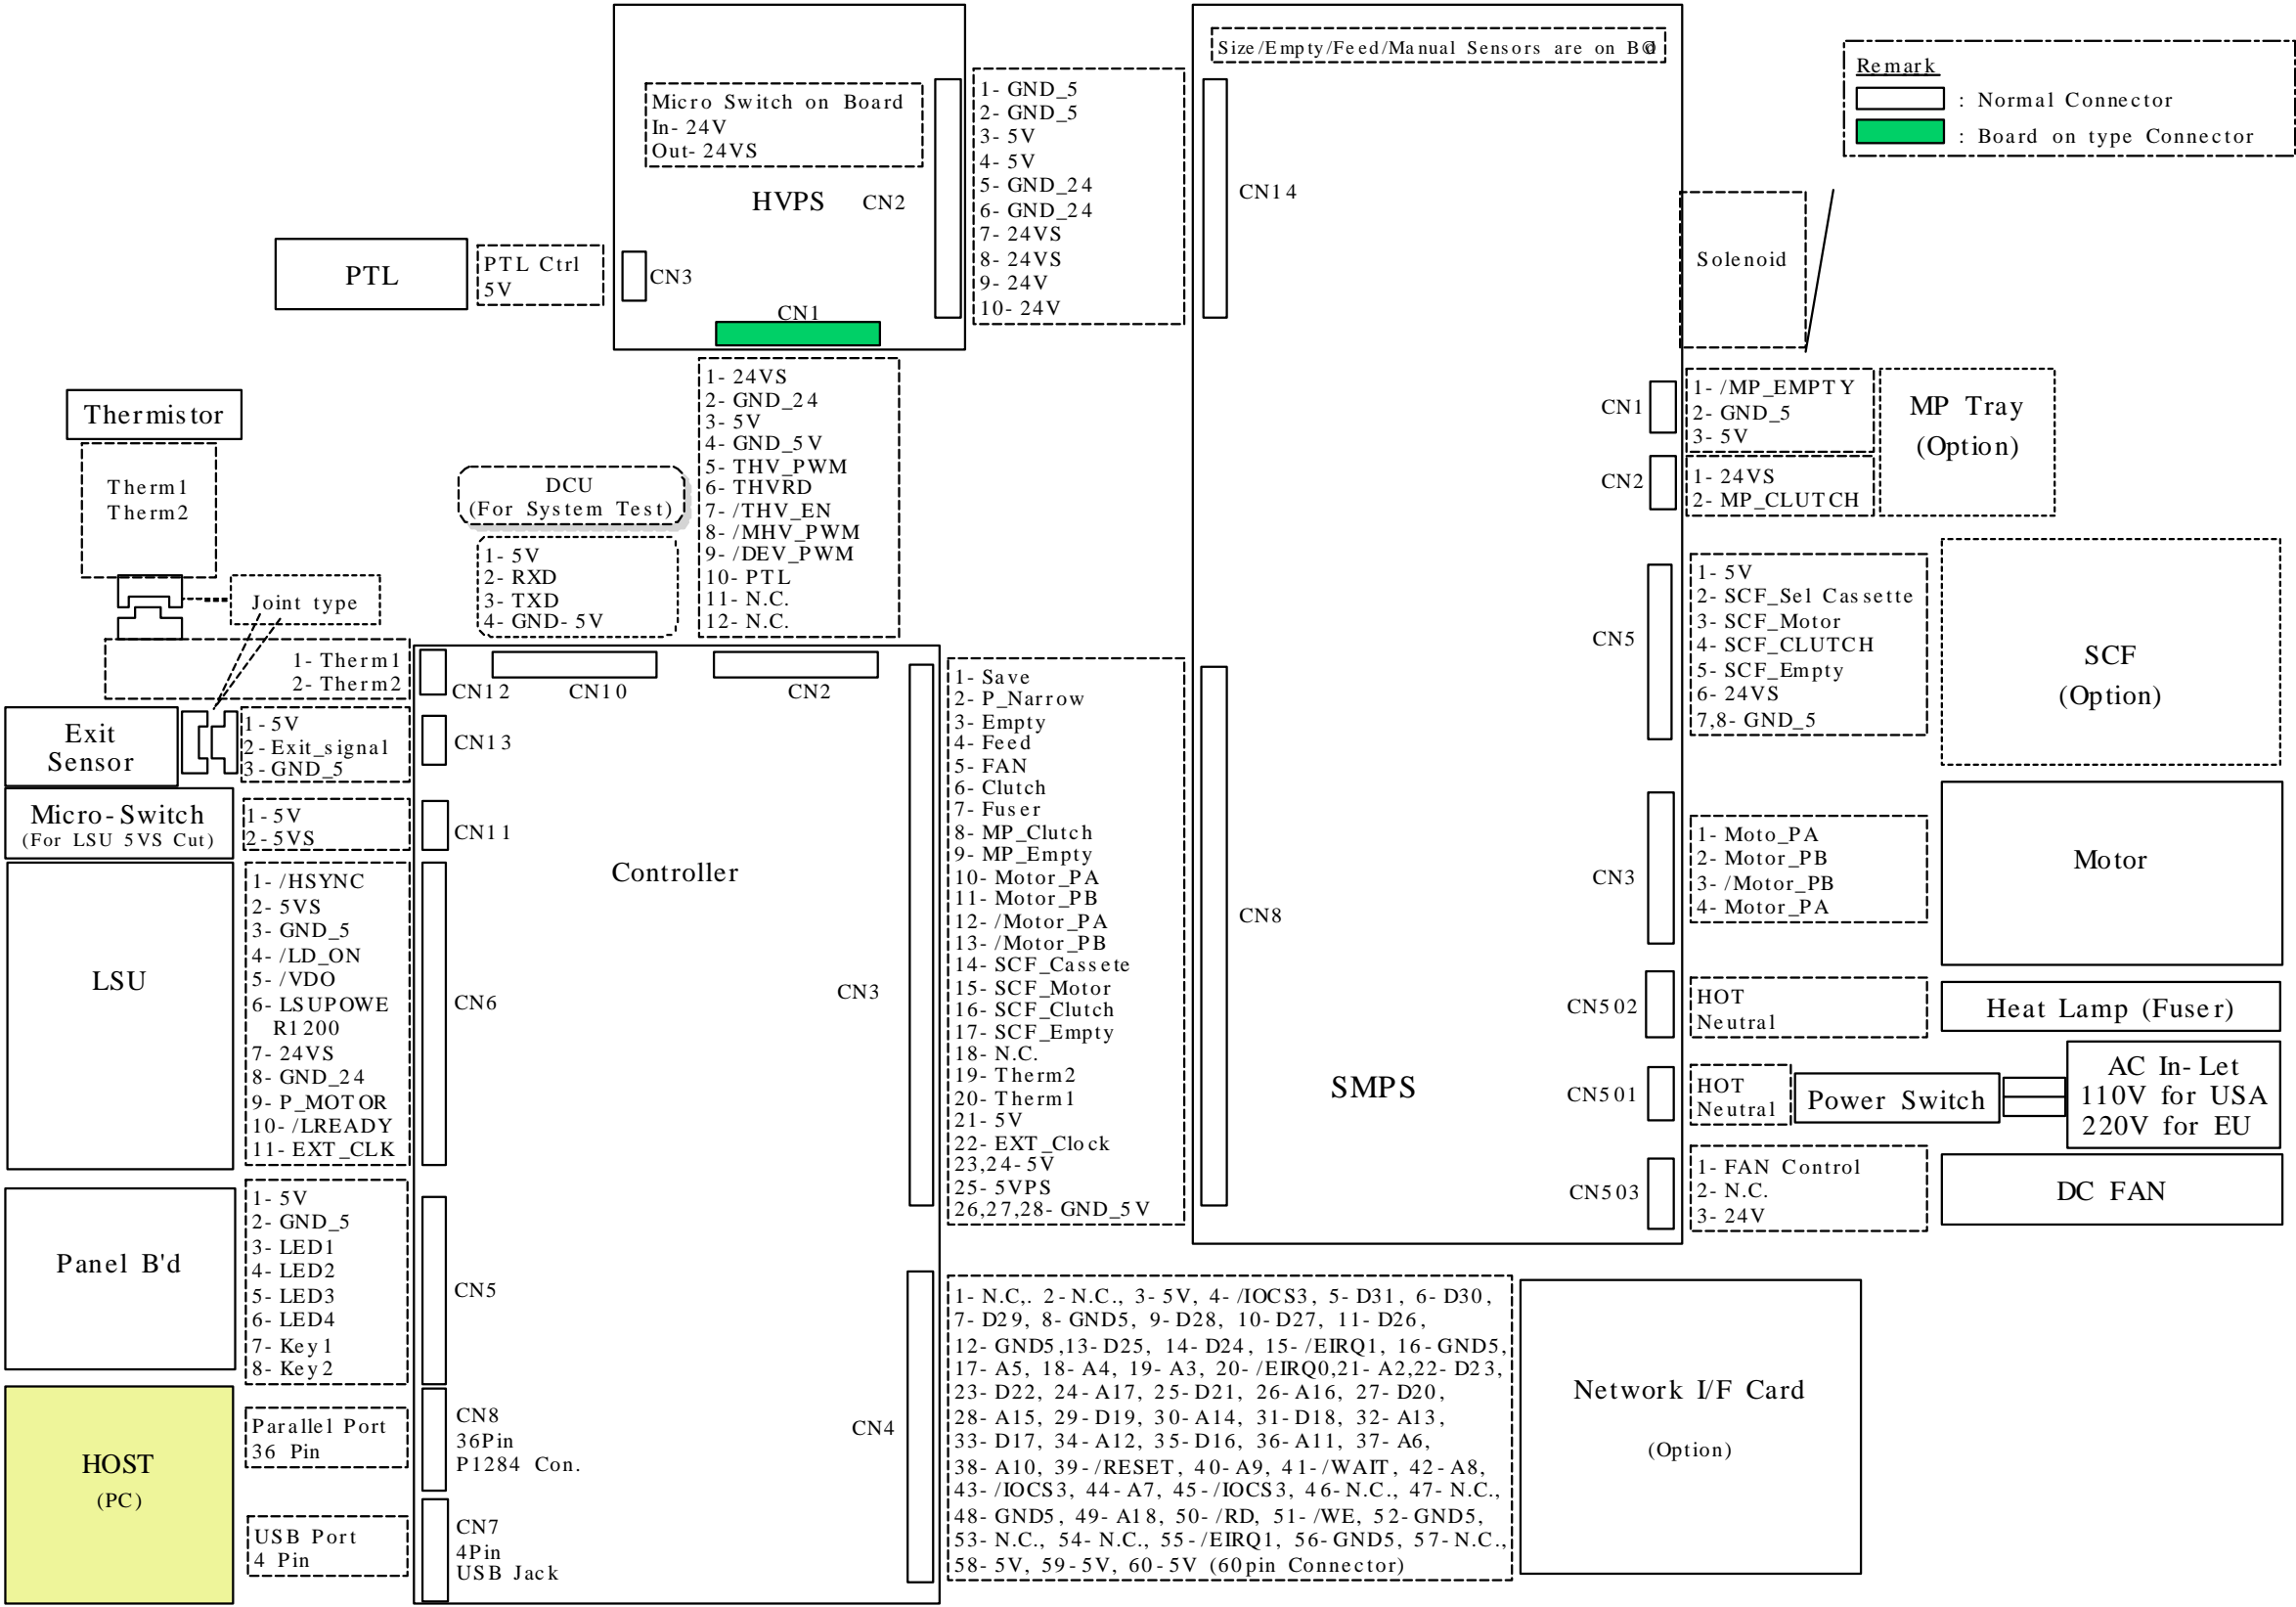 Size/Empty/Feed/Manual Sensors are on B
Remark
: Normal Connector
: Board on type Connector
Micro Switch on Board
In- 24V
Out- 24VS
HVPS
CN2
CN3
CN1
1- GND_5
2- GND_5
3- 5V
4- 5V
5- GND_24
6- GND_24
7- 24VS
8- 24VS
9- 24V
10- 24V
CN14
Solenoid
PTL
PTL Ctrl
5V
1- 24VS
2- GND_24
3- 5V
4- GND_5V
5- THV_PWM
6- THVRD
7- /THV_EN
8- /MHV_PWM
9- /DEV_PWM
10- PTL
11- N.C.
12- N.C.
DCU
(For System Test)
1- 5V
2- RXD
3- TXD
4- GND- 5V
Thermistor
Therm1
Therm2
Joint type
1- Therm1
2- Therm2
CN12
CN10
CN2
Exit
Sensor
1-5V
2-Exit_signal
3-GND_5
CN13
Micro-Switch
(For LSU 5VS Cut)
1-5V
2-5VS
CN11
Controller
LSU
1- /HSYNC
2- 5VS
3- GND_5
4- /LD_ON
5- /VDO
6- LSUPOWE
R1200
7- 24VS
8- GND_24
9- P_MOTOR
10- /LREADY
11- EXT_CLK
CN6
CN3
Panel B'd
1- 5V
2- GND_5
3- LED1
4- LED2
5- LED3
6- LED4
7- Key1
8- Key2
CN5
HOST
(PC)
Parallel Port
36 Pin
CN8
36Pin
P1284 Con.
USB Port
4 Pin
CN7
4Pin
USB Jack
CN4
1- Save
2- P_Narrow
3- Empty
4- Feed
5- FAN
6- Clutch
7- Fuser
8- MP_Clutch
9- MP_Empty
10- Motor_PA
11- Motor_PB
12- /Motor_PA
13- /Motor_PB
14- SCF_Cassete
15- SCF_Motor
16- SCF_Clutch
17- SCF_Empty
18- N.C.
19- Therm2
20- Therm1
21- 5V
22- EXT_Clock
23,24-5V
25- 5VPS
26,27,28- GND_5V
CN8
SMPS
CN1
1- /MP_EMPTY
2- GND_5
3- 5V
MP Tray
(Option)
CN2
1- 24VS
2- MP_CLUTCH
CN5
1- 5V
2- SCF_Sel Cassette
3- SCF_Motor
4- SCF_CLUTCH
5- SCF_Empty
6- 24VS
7,8- GND_5
SCF
(Option)
CN3
1- Moto_PA
2- Motor_PB
3- /Motor_PB
4- Motor_PA
Motor
CN502
HOT
Neutral
Heat Lamp (Fuser)
CN501
HOT
Neutral
Power Switch
AC In-Let
110V for USA
220V for EU
CN503
1- FAN Control
2- N.C.
3- 24V
DC FAN
1- N.C,. 2-N.C., 3-5V, 4-/IOCS3, 5-D31, 6-D30,
7-D29, 8-GND5, 9-D28, 10-D27, 11-D26,
12- GND5,13-D25, 14-D24, 15-/EIRQ1, 16-GND5,
17-A5, 18-A4, 19-A3, 20-/EIRQ0,21-A2,22-D23,
23-D22, 24-A17, 25-D21, 26-A16, 27-D20,
28-A15, 29-D19, 30-A14, 31-D18, 32-A13,
33-D17, 34-A12, 35-D16, 36-A11, 37-A6,
38-A10, 39-/RESET, 40-A9, 41-/WAIT, 42-A8,
43-/IOCS3, 44-A7, 45-/IOCS3, 46-N.C., 47-N.C.,
48-GND5, 49-A18, 50-/RD, 51-/WE, 52-GND5,
53-N.C., 54-N.C., 55-/EIRQ1, 56-GND5, 57-N.C.,
58-5V, 59-5V, 60-5V (60pin Connector)
Network I/F Card
(Option)